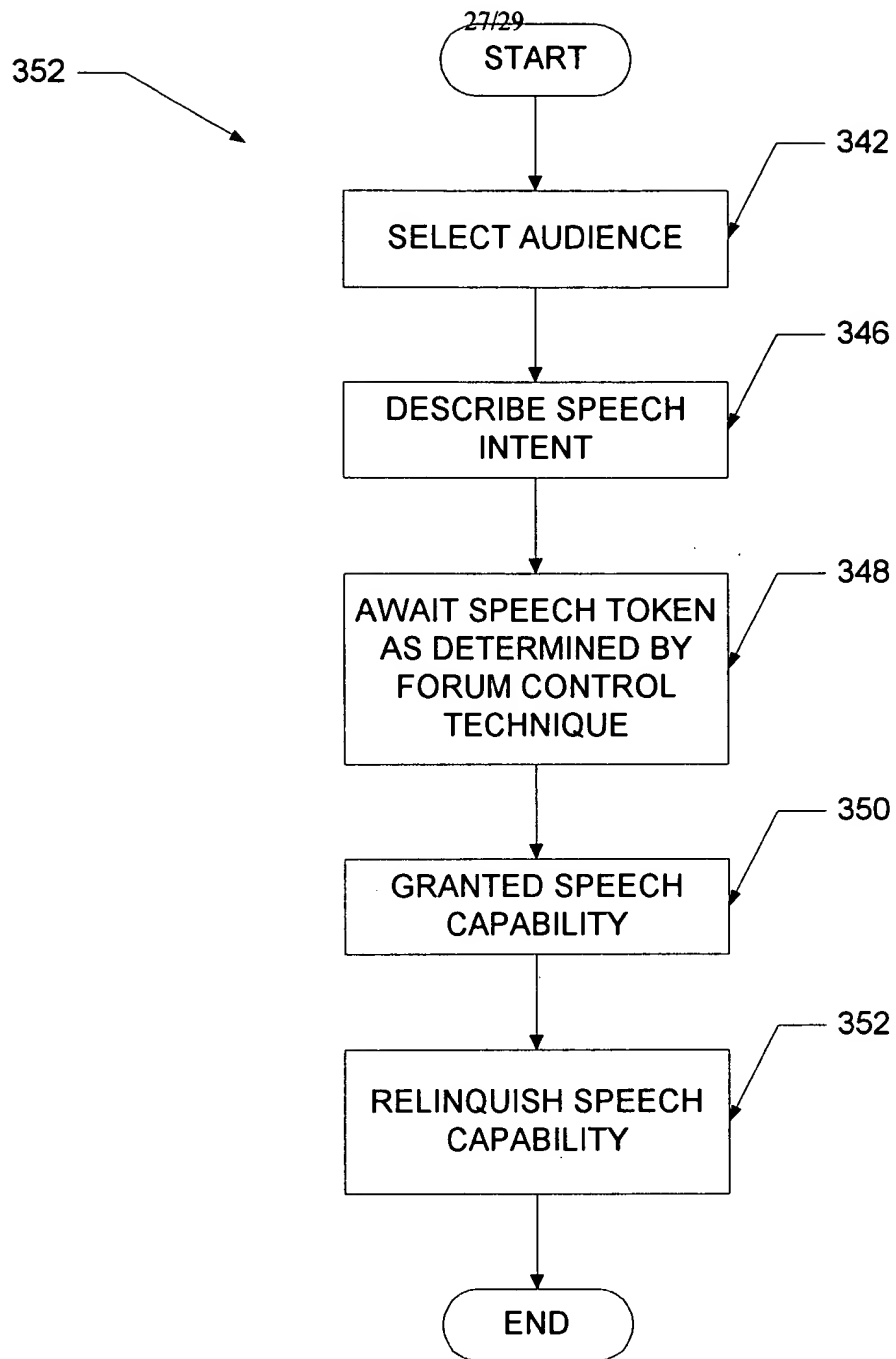 27/29
START
352
342
SELECT AUDIENCE
346
DESCRIBE SPEECH
INTENT
348
AWAIT SPEECH TOKEN
AS DETERMINED BY
FORUM CONTROL
TECHNIQUE
350
GRANTED SPEECH
CAPABILITY
352
RELINQUISH SPEECH
CAPABILITY
END